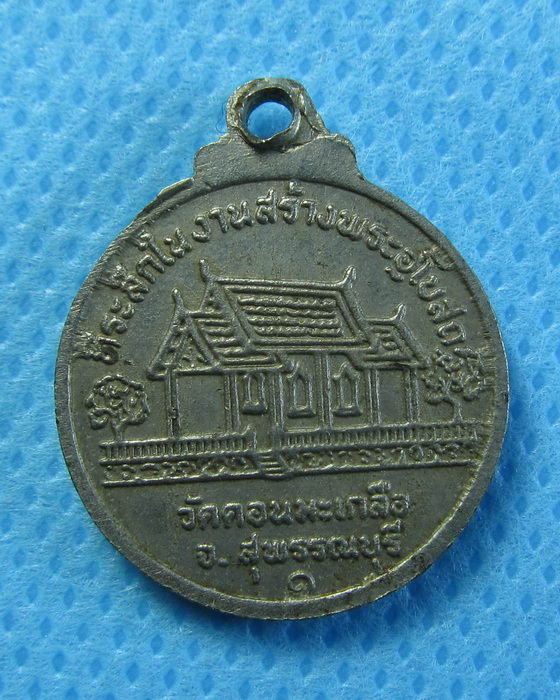 ที่ระลึกในงานสร้างพระอุโบสถ
วัดดอนมะเกลือ
จ. สุพรรณบุรี
๑